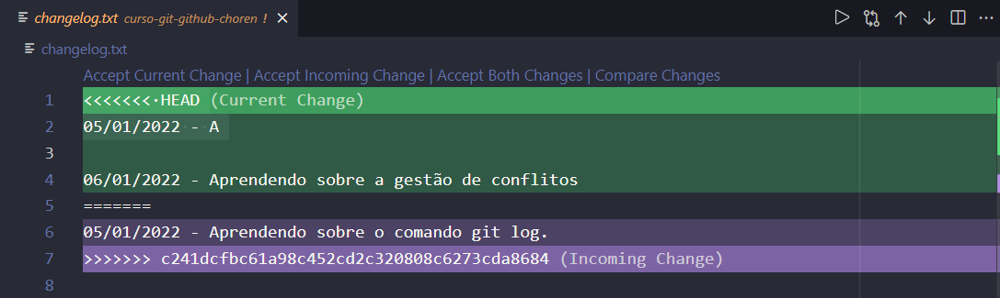 changelog.txt curso-git-github-choren !
changelog.txt
Accept Current Change | Accept Incoming Change | Accept Both Changes | Compare Changes
1 <<<<<<<·HEAD (Current Change)
2 05/01/2022 - A
3
4 06/01/2022 - Aprendendo sobre a gestão de conflitos
5 =======
6 05/01/2022 - Aprendendo sobre o comando git log.
7 >>>>>>> c241dcfbc61a98c452cd2c320808c6273cda8684 (Incoming Change)
8